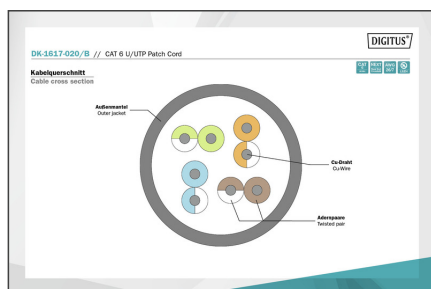 DIGITUS®
DK-1617-020/B // CAT 6 U/UTP Patch Cord
Kabelquerschnitt
Cable cross section
Außenmantel
Outer jacket
Cu-Draht
Cu-Wire
Adernpaare
Twisted pair